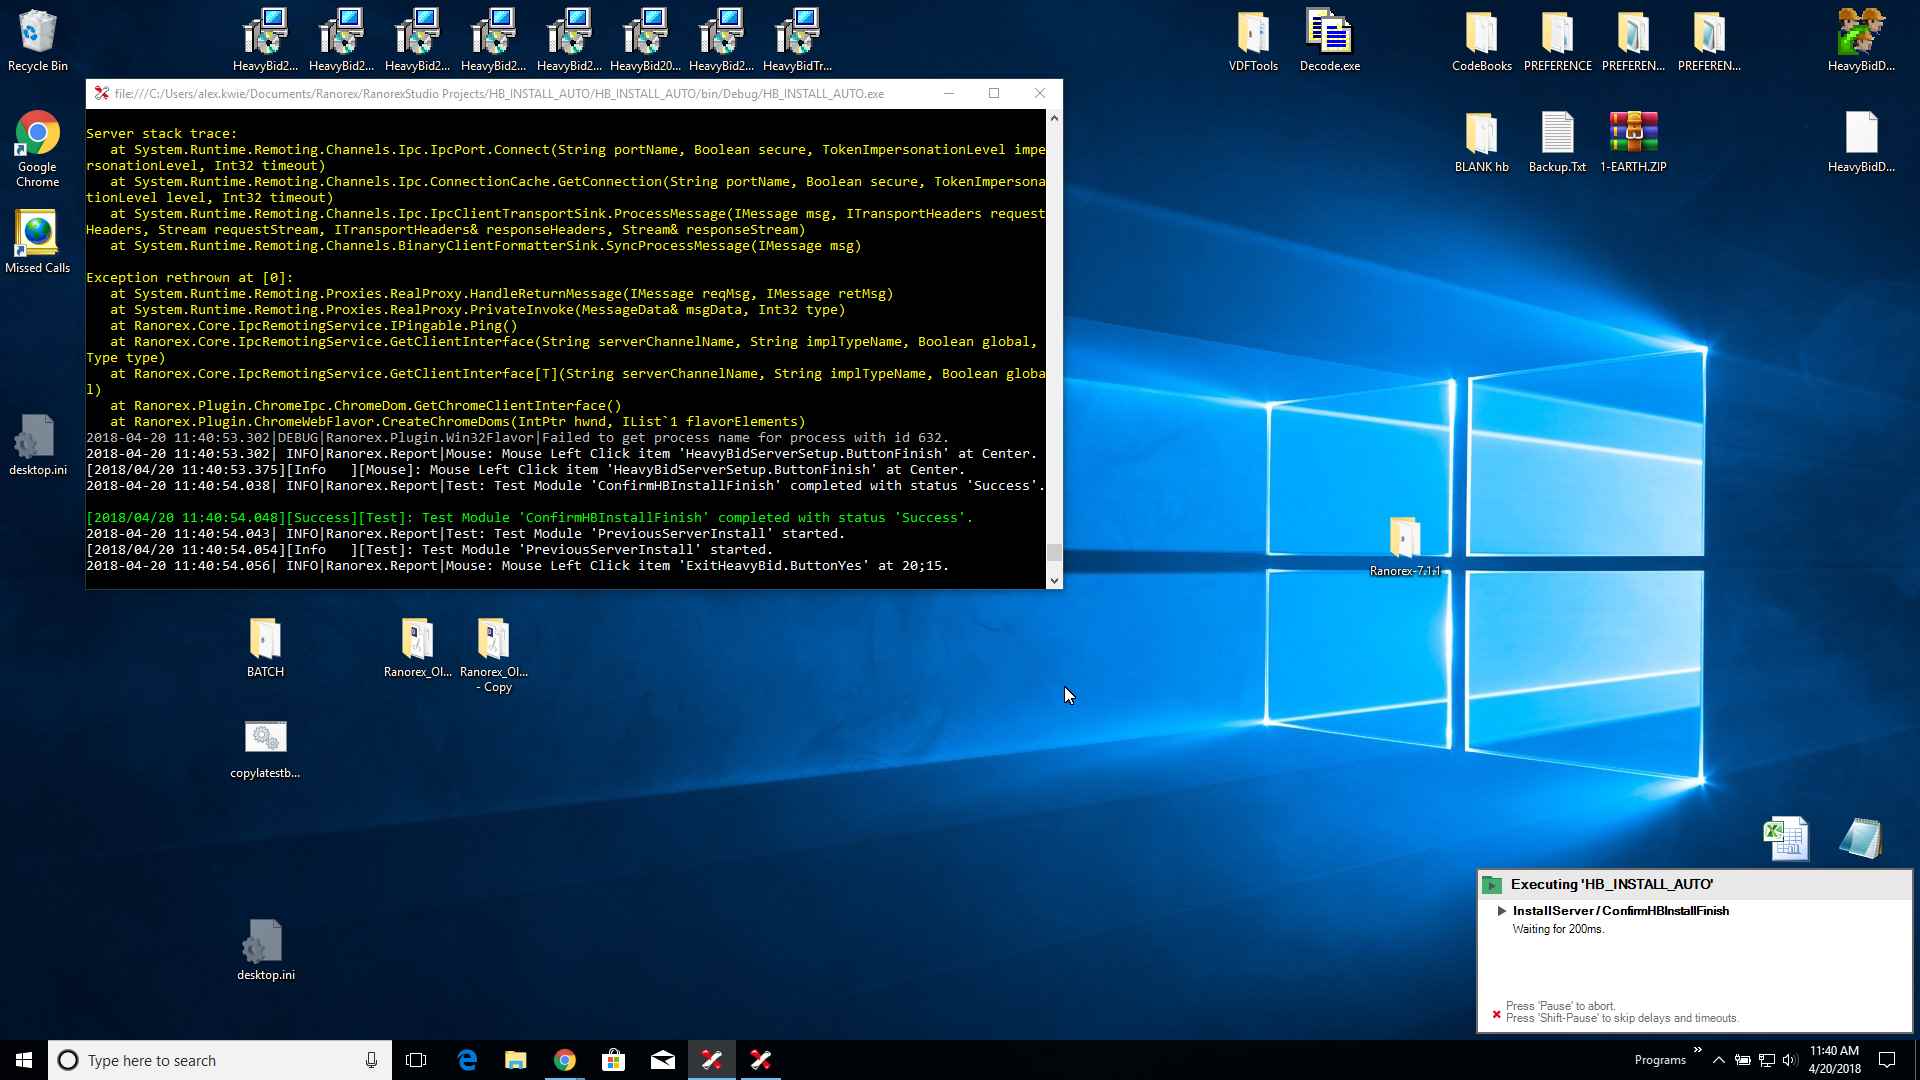 Recycle Bin
HeavyBid2...
HeavyBid2...
HeavyBid2...
HeavyBid2...
HeavyBid2...
HeavyBid20...
HeavyBid2...
HeavyBidTr...
VDFTools
Decode.exe
CodeBooks
PREFERENCE
PREFEREN...
PREFEREN...
HeavyBidD...
file:///C:/Users/alex.kwie/Documents/Ranorex/RanorexStudio Projects/HB_INSTALL_AUTO/HB_INSTALL_AUTO/bin/Debug/HB_INSTALL_AUTO.exe
Server stack trace:
at System.Runtime.Remoting.Channels.Ipc.IpcPort.Connect(String portName, Boolean secure, TokenImpersonationLevel impe
rsonationLevel, Int32 timeout)
at System.Runtime.Remoting.Channels.Ipc.ConnectionCache.GetConnection(String portName, Boolean secure, TokenImpersona
tionLevel level, Int32 timeout)
at System.Runtime.Remoting.Channels.Ipc.IpcClientTransportSink.ProcessMessage(IMessage msg, ITransportHeaders request
Headers, Stream requestStream, ITransportHeaders& responseHeaders, Stream& responseStream)
at System.Runtime.Remoting.Channels.BinaryClientFormatterSink.SyncProcessMessage(IMessage msg)
Exception rethrown at [0]:
at System.Runtime.Remoting.Proxies.RealProxy.HandleReturnMessage(IMessage reqMsg, IMessage retMsg)
at System.Runtime.Remoting.Proxies.RealProxy.PrivateInvoke(MessageData& msgData, Int32 type)
at Ranorex.Core.IpcRemotingService.IPingable.Ping()
at Ranorex.Core.IpcRemotingService.GetClientInterface(String serverChannelName, String implTypeName, Boolean global,
Type type)
at Ranorex.Core.IpcRemotingService.GetClientInterface[T](String serverChannelName, String implTypeName, Boolean globa
l)
at Ranorex.Plugin.ChromeIpc.ChromeDom.GetChromeClientInterface()
at Ranorex.Plugin.ChromeWebFlavor.CreateChromeDoms(IntPtr hwnd, IList`1 flavorElements)
2018-04-20 11:40:53.302|DEBUG|Ranorex.Plugin.Win32Flavor|Failed to get process name for process with id 632.
2018-04-20 11:40:53.302| INFO|Ranorex.Report|Mouse: Mouse Left Click item 'HeavyBidServerSetup.ButtonFinish' at Center.
[2018/04/20 11:40:53.375][Info   ][Mouse]: Mouse Left Click item 'HeavyBidServerSetup.ButtonFinish' at Center.
2018-04-20 11:40:54.038| INFO|Ranorex.Report|Test: Test Module 'ConfirmHBInstallFinish' completed with status 'Success'.
[2018/04/20 11:40:54.048][Success][Test]: Test Module 'ConfirmHBInstallFinish' completed with status 'Success'.
2018-04-20 11:40:54.043| INFO|Ranorex.Report|Test: Test Module 'PreviousServerInstall' started.
[2018/04/20 11:40:54.054][Info   ][Test]: Test Module 'PreviousServerInstall' started.
2018-04-20 11:40:54.056| INFO|Ranorex.Report|Mouse: Mouse Left Click item 'ExitHeavyBid.ButtonYes' at 20;15.
Google
Chrome
Missed Calls
desktop.ini
BLANK hb
Backup.Txt
1-EARTH.ZIP
HeavyBidD...
Ranorex-7.1.1
BATCH
Ranorex_Ol...
Ranorex_Ol...
- Copy
copylatestb...
desktop.ini
Executing 'HB_INSTALL_AUTO'
InstallServer/ConfirmHBInstallFinish
Waiting for 200ms.
Press 'Pause' to abort.
Press 'Shift-Pause' to skip delays and timeouts.
Type here to search
Programs
11:40 AM
4/20/2018